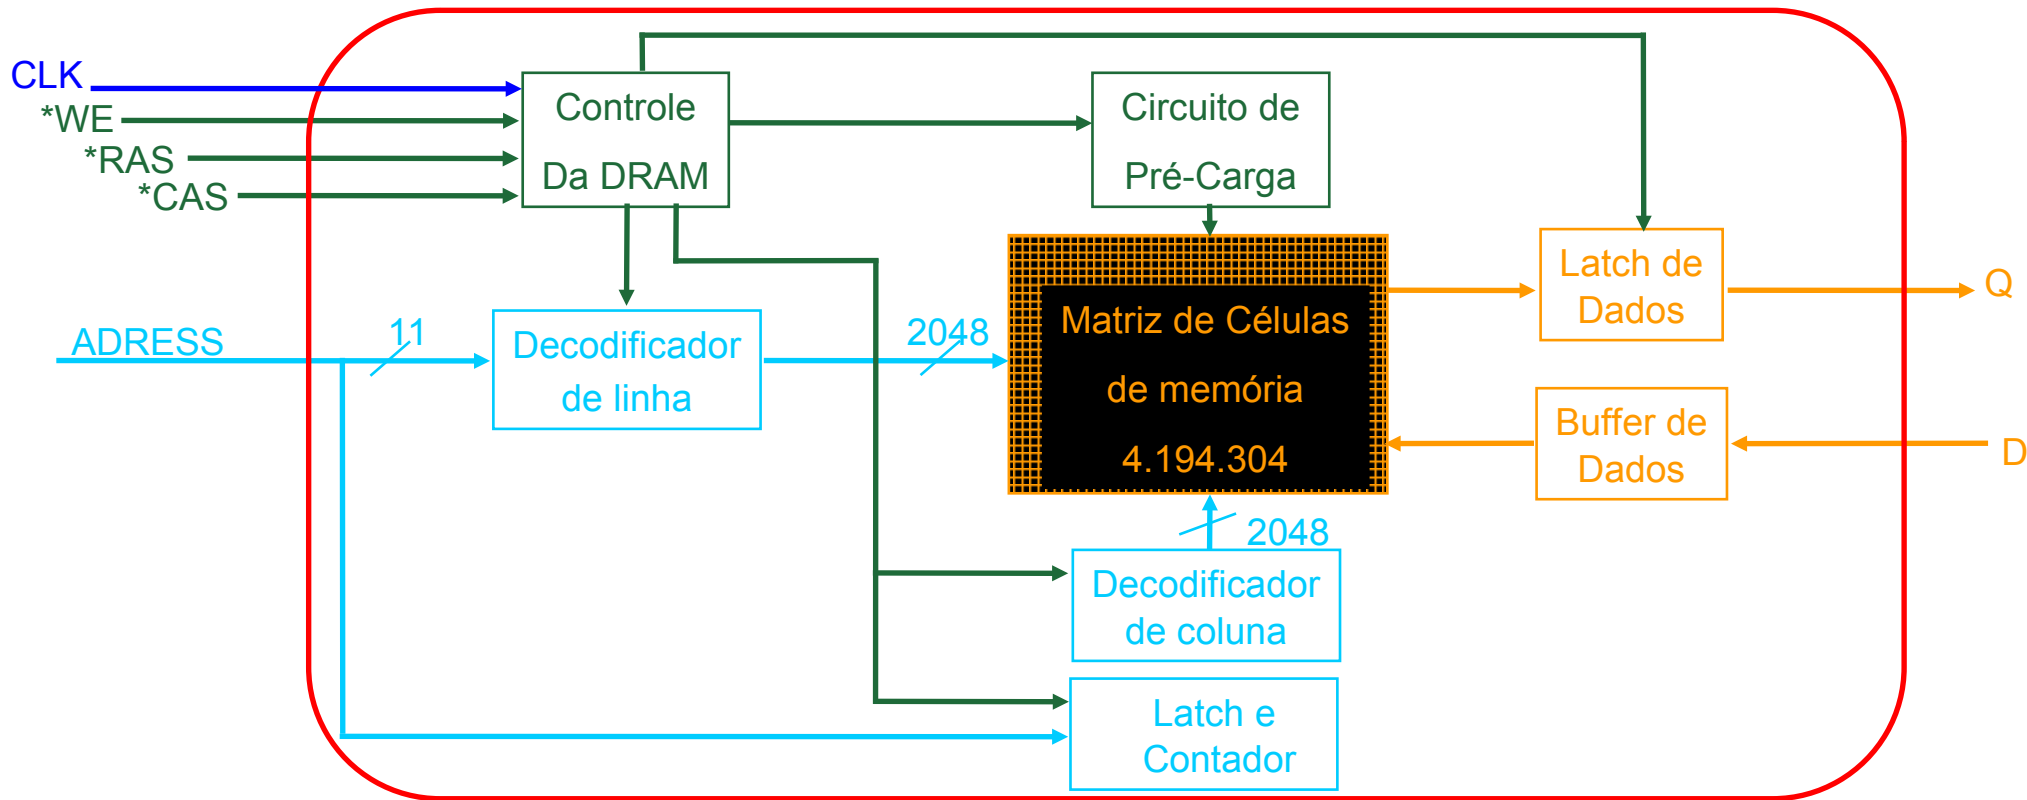 CLK
*WE
*RAS
*CAS
Controle
Da DRAM
Circuito de
Pré-Carga
ADRESS
11
Decodificador
de linha
2048
Matriz de Células
de memória
4.194.304
Latch de
Dados
Q
Buffer de
Dados
D
2048
Decodificador
de coluna
Latch e
Contador